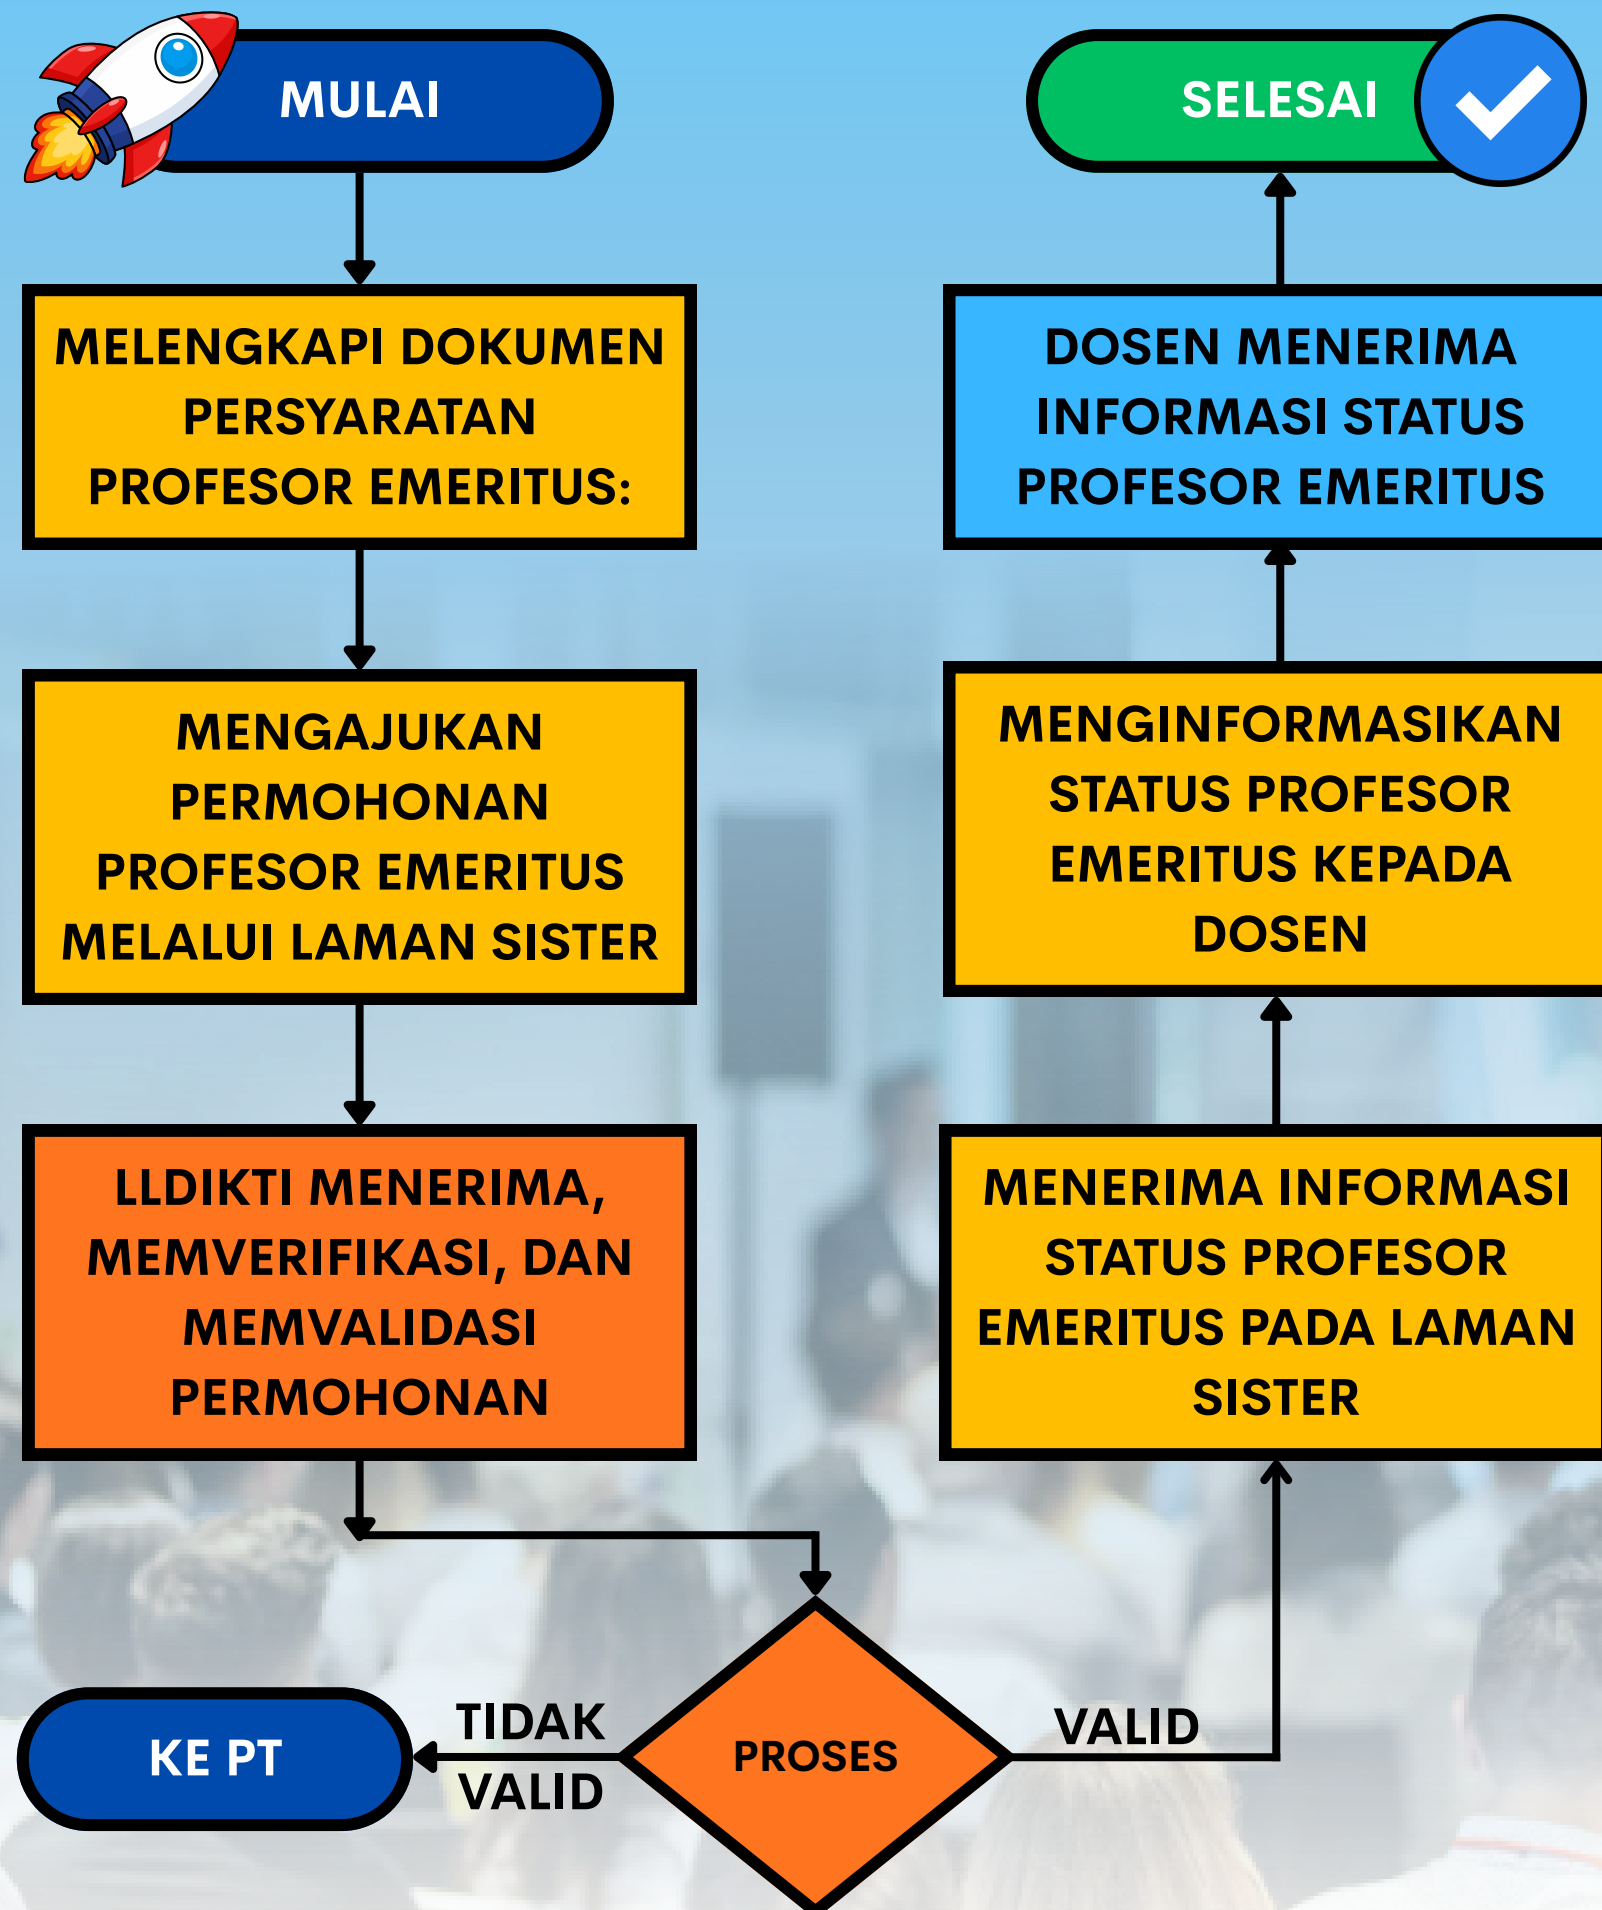 MULAI
MELENGKAPI DOKUMEN
PERSYARATAN
PROFESOR EMERITUS:
MENGAJUKAN
PERMOHONAN
PROFESOR EMERITUS
MELALUI LAMAN SISTER
LLDIKTI MENERIMA,
MEMVERIFIKASI, DAN
MEMVALIDASI
PERMOHONAN
PROSES
TIDAK
VALID
KE PT
VALID
MENERIMA INFORMASI
STATUS PROFESOR
EMERITUS PADA LAMAN
SISTER
MENGINFORMASIKAN
STATUS PROFESOR
EMERITUS KEPADA
DOSEN
DOSEN MENERIMA
INFORMASI STATUS
PROFESOR EMERITUS
SELESAI